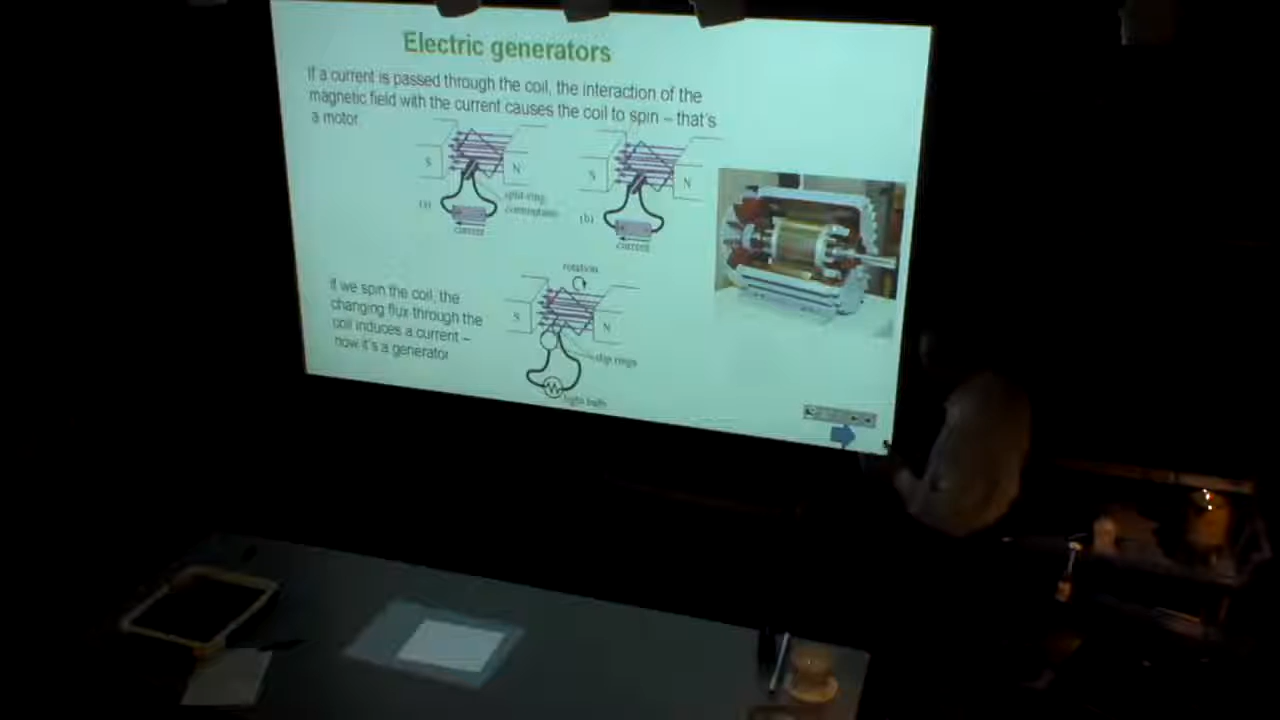 Electric generators
If a current is passed through the coil, the interaction of the
magnetic field with the current causes the coil to spin – that's
a motor
S
N
S
N
split-ring
commutator
(a)
(b)
current
current
rotation
If we spin the coil, the
changing flux through the
coil induces a current –
now it's a generator
S
N
slip rings
light bulb